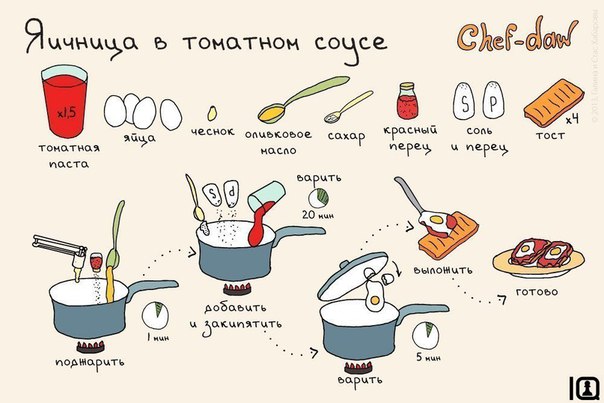 Яичница в томатном соусе
Chef-daw
x1,5
томатная
паста
яйца
чеснок
оливковое
масло
сахар
красный
перец
S P
соль
и перец
x4
тост
поджарить
1 мин
S P
варить
20 мин
добавить
и закипятить
варить
5 мин
выложить
готово
IQ